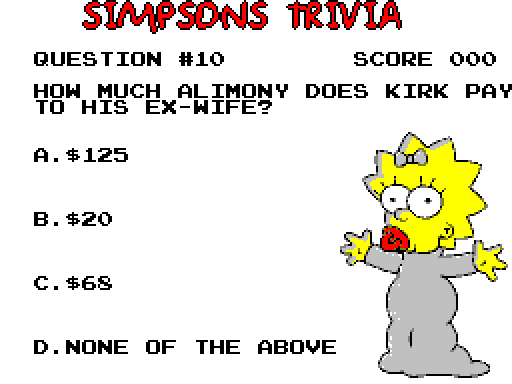 SIMPSONS TRIVIA
QUESTION #10 SCORE 000
HOW MUCH ALIMONY DOES KIRK PAY
TO HIS EX-WIFE?
A.$125
B.$20
C.$68
D.NONE OF THE ABOVE